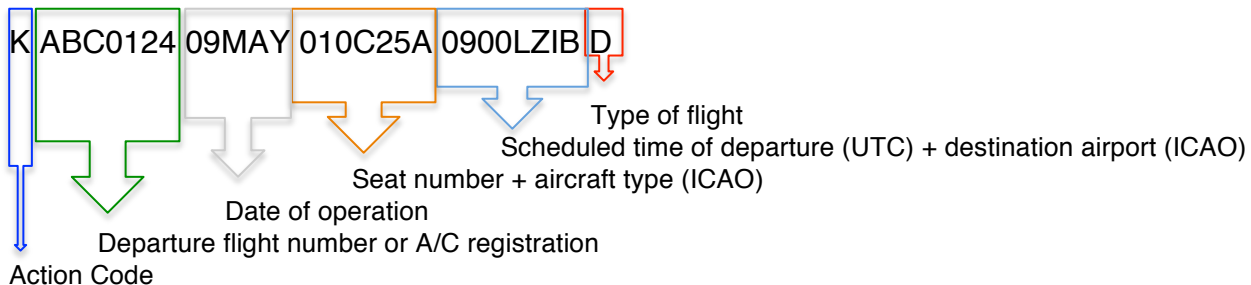 K ABC0124 09MAY 010C25A 0900LZIB D
Type of flight
Scheduled time of departure (UTC) + destination airport (ICAO)
Seat number + aircraft type (ICAO)
Date of operation
Departure flight number or A/C registration
Action Code